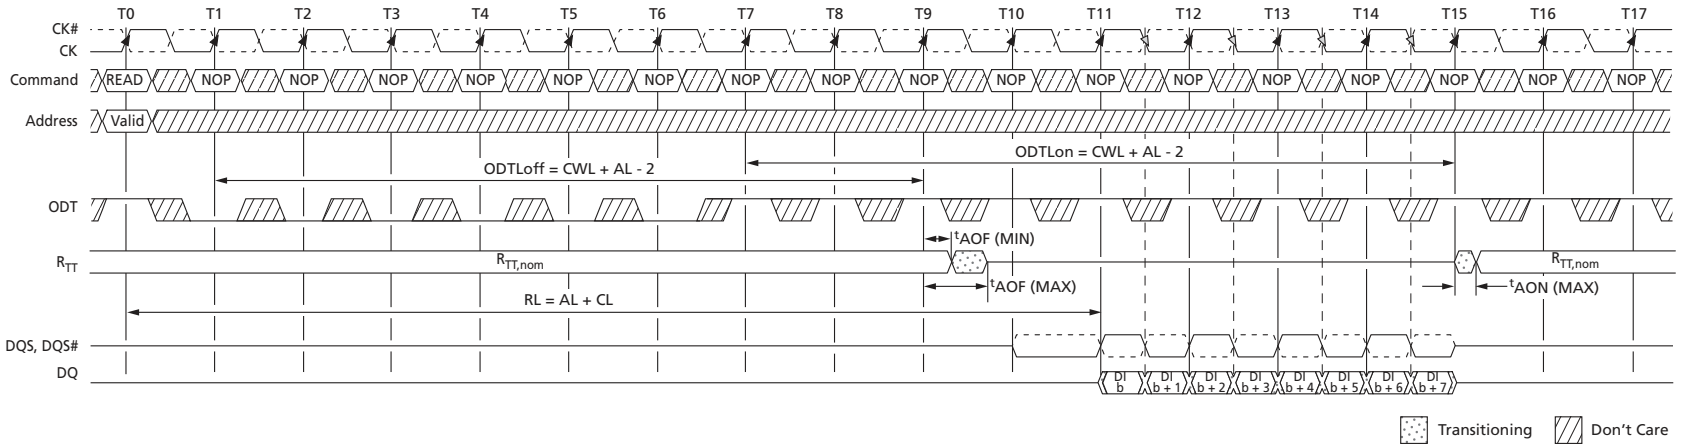 T0 T1 T2 T3 T4 T5 T6 T7 T8 T9 T10 T11 T12 T13 T14 T15 T16 T17
CK#
CK
Command READ NOP NOP NOP NOP NOP NOP NOP NOP NOP NOP NOP NOP NOP NOP NOP NOP NOP
Address Valid
ODTLon = CWL + AL - 2
ODTLoff = CWL + AL - 2
ODT
tAOF (MIN)
RTT RTT,nom RTT,nom
tAOF (MAX) tAON (MAX)
RL = AL + CL
DQS, DQS#
DQ DI b DI b + 1 DI b + 2 DI b + 3 DI b + 4 DI b + 5 DI b + 6 DI b + 7
Transitioning Don't Care